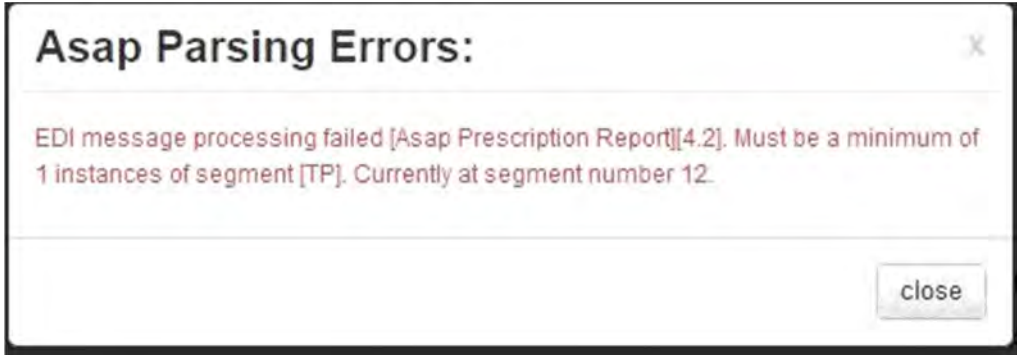 Asap Parsing Errors:
x
EDI message processing failed [Asap Prescription Report][4.2]. Must be a minimum of
1 instances of segment [TP]. Currently at segment number 12.
close